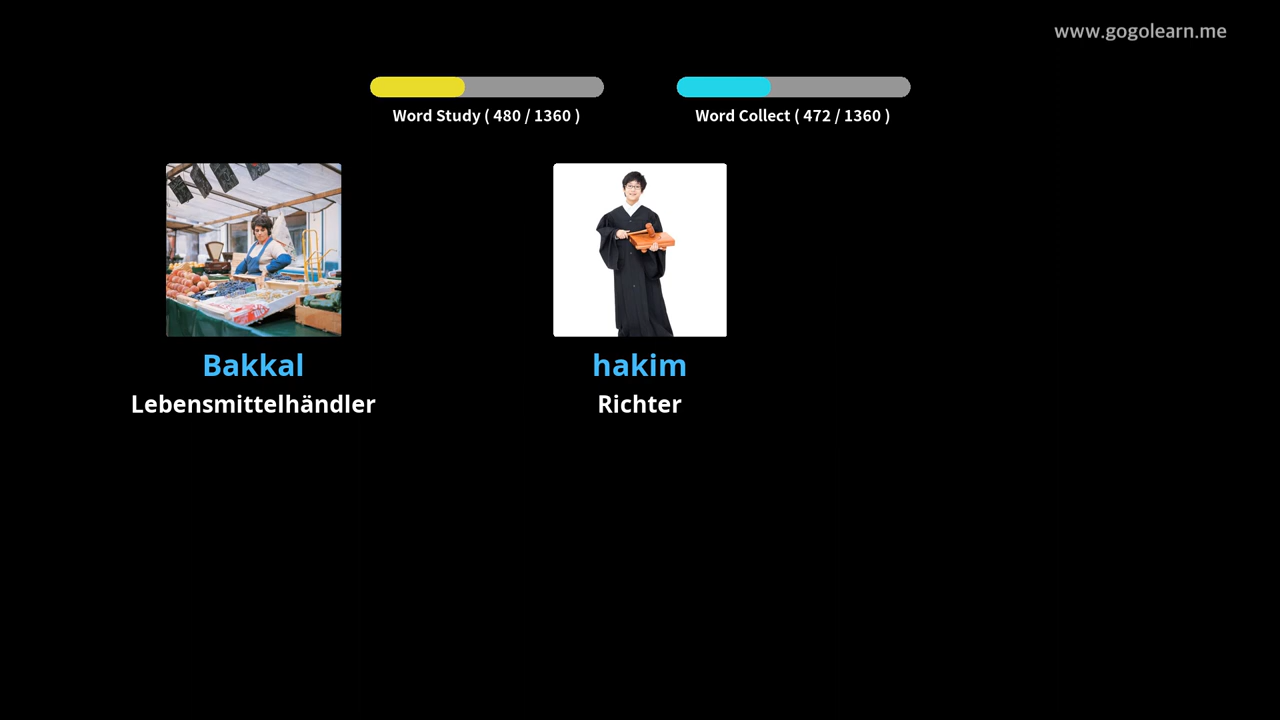 www.gogolearn.me
Word Study ( 480 / 1360 )
Word Collect ( 472 / 1360 )
Bakkal
Lebensmittelhändler
hakim
Richter